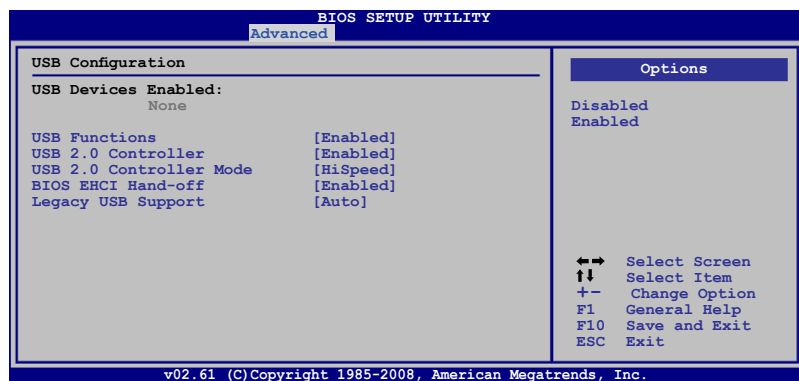 BIOS SETUP UTILITY
Advanced
USB Configuration
USB Devices Enabled:
None
USB Functions [Enabled]
USB 2.0 Controller [Enabled]
USB 2.0 Controller Mode [HiSpeed]
BIOS EHCI Hand-off [Enabled]
Legacy USB Support [Auto]
Options
Disabled
Enabled
←→ Select Screen
↑↓ Select Item
+- Change Option
F1 General Help
F10 Save and Exit
ESC Exit
v02.61 (C)Copyright 1985-2008, American Megatrends, Inc.